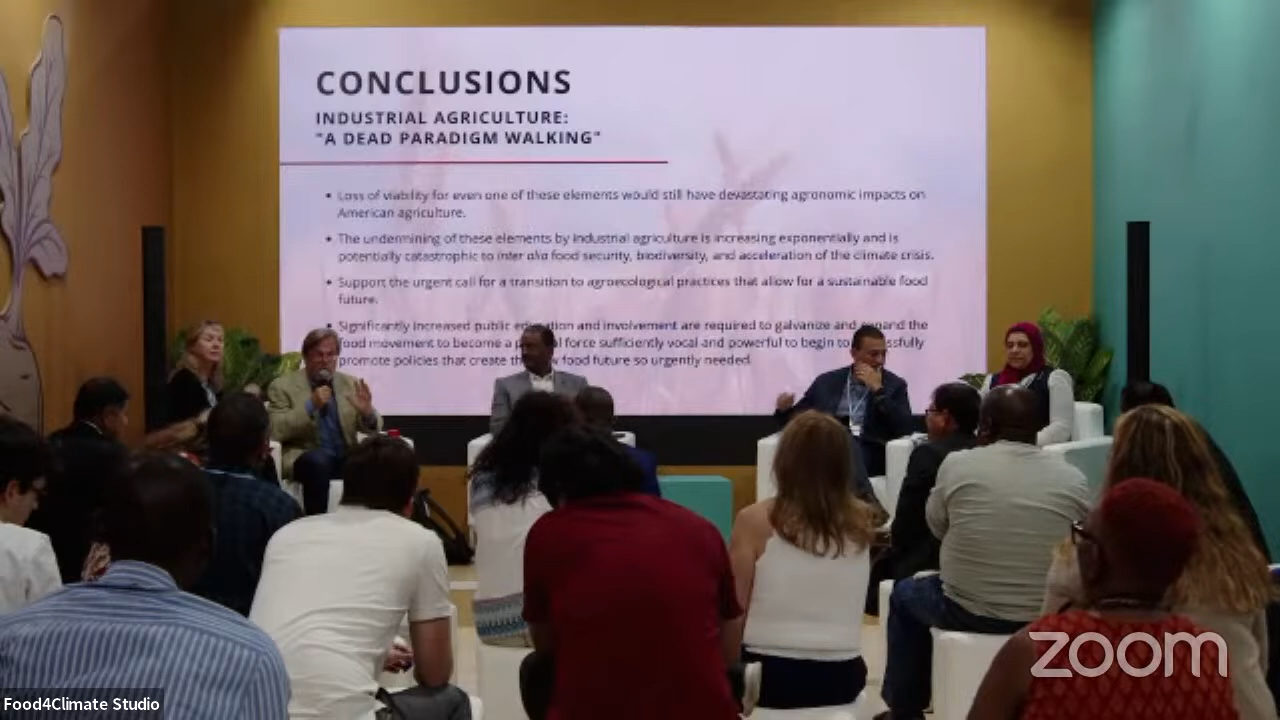 CONCLUSIONS
INDUSTRIAL AGRICULTURE:
"A DEAD PARADIGM WALKING"
• Loss of viability for even one of these elements would still have devastating agronomic impacts on
American agriculture.
• The undermining of these elements by industrial agriculture is increasing exponentially and is
potentially catastrophic to inter alia food security, biodiversity, and acceleration of the climate crisis.
• Support the urgent call for a transition to agroecological practices that allow for a sustainable food
future.
• Significantly increased public education and involvement are required to galvanize and expand the
food movement to become a force sufficiently vocal and powerful to begin to
promote policies that create food future so urgently needed.
zoom
Food4Climate Studio